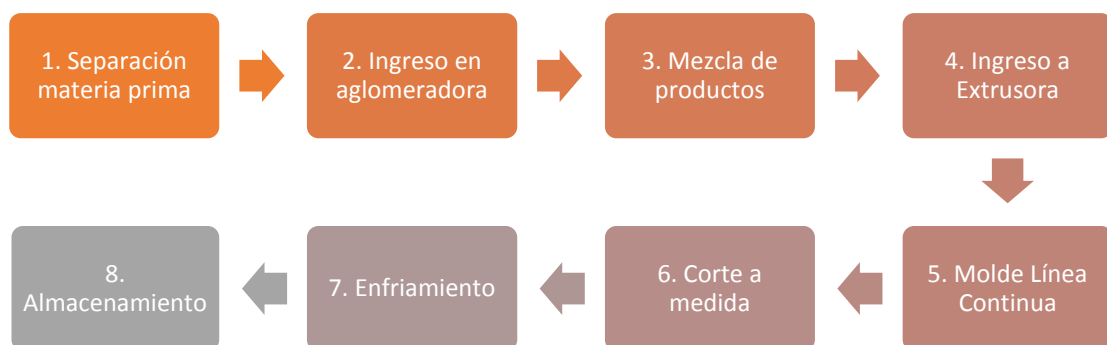 1. Separación
materia prima
2. Ingreso en
aglomeradora
3. Mezcla de
productos
4. Ingreso a
Extrusora
5. Molde Línea
Continua
6. Corte a
medida
7. Enfriamiento
8.
Almacenamiento